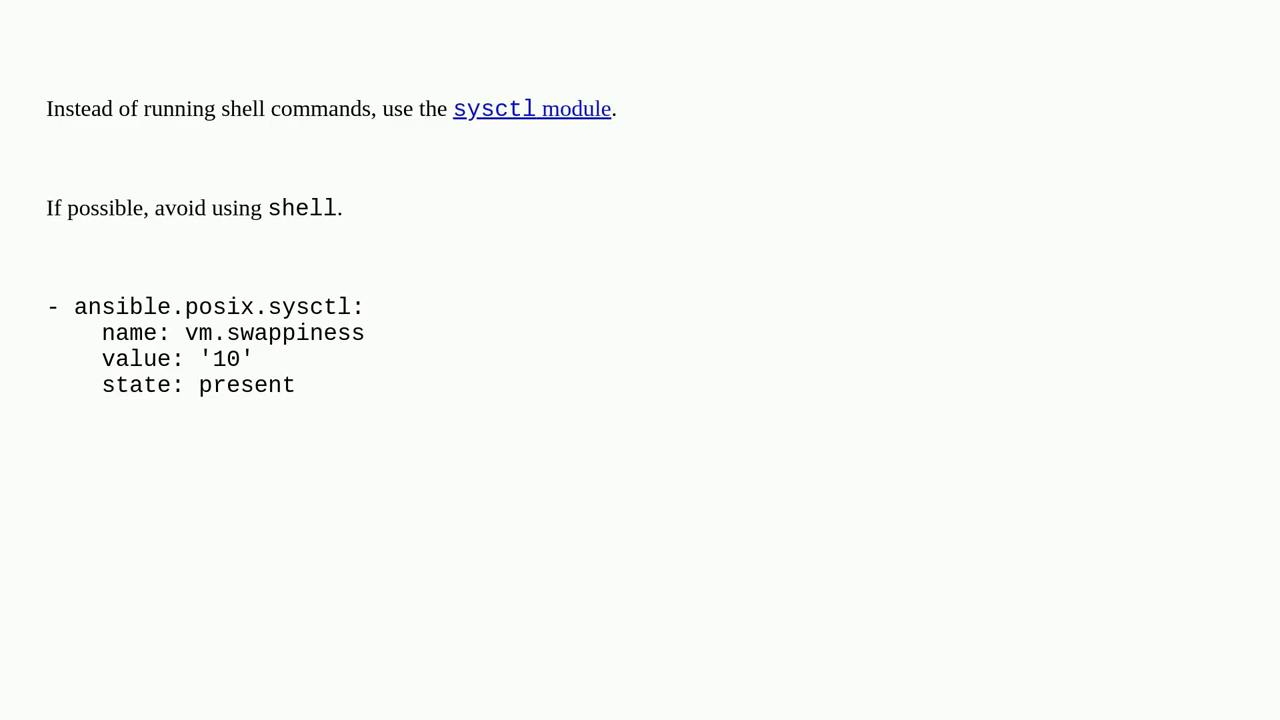 Instead of running shell commands, use the sysctl module.
If possible, avoid using shell.
- ansible.posix.sysctl:
    name: vm.swappiness
    value: '10'
    state: present